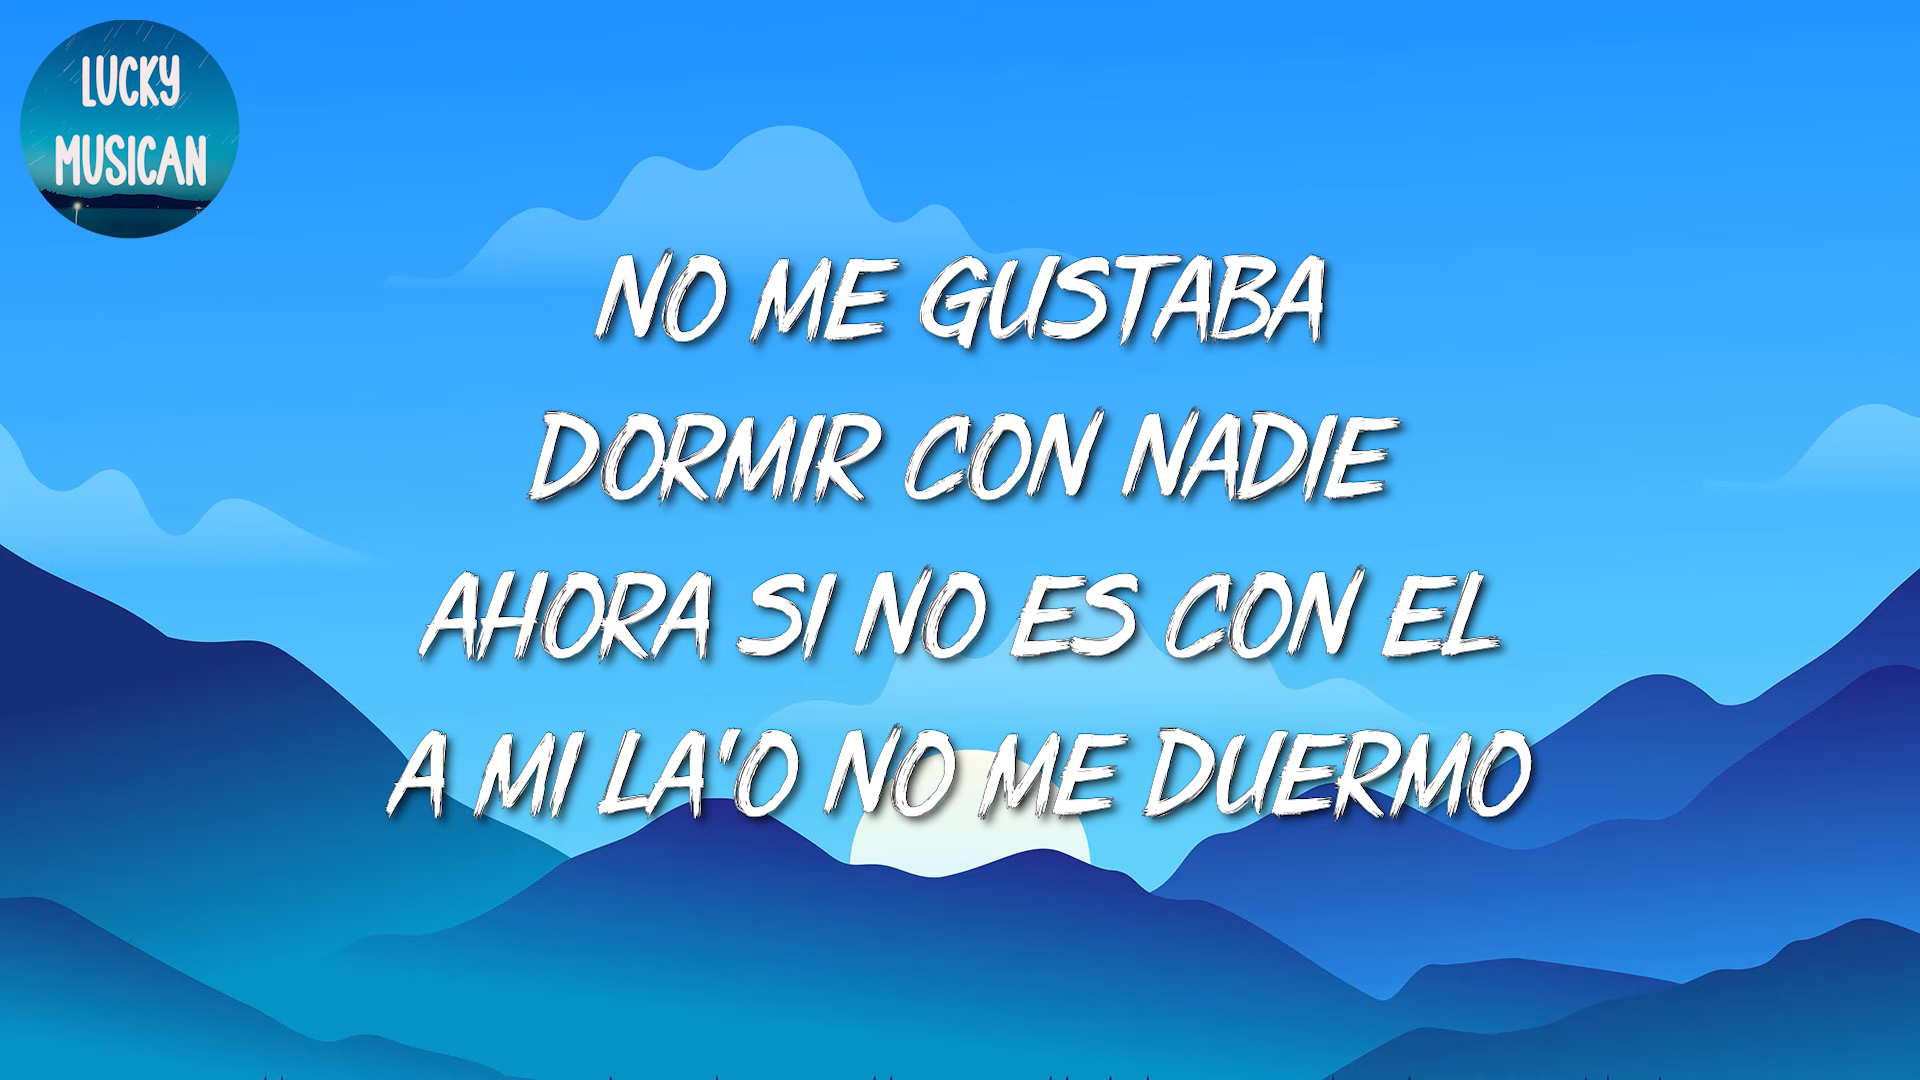 LUCKY
MUSICAN
NO ME GUSTABA
DORMIR CON NADIE
AHORA SI NO ES CON EL
A MI LA'O NO ME DUERMO